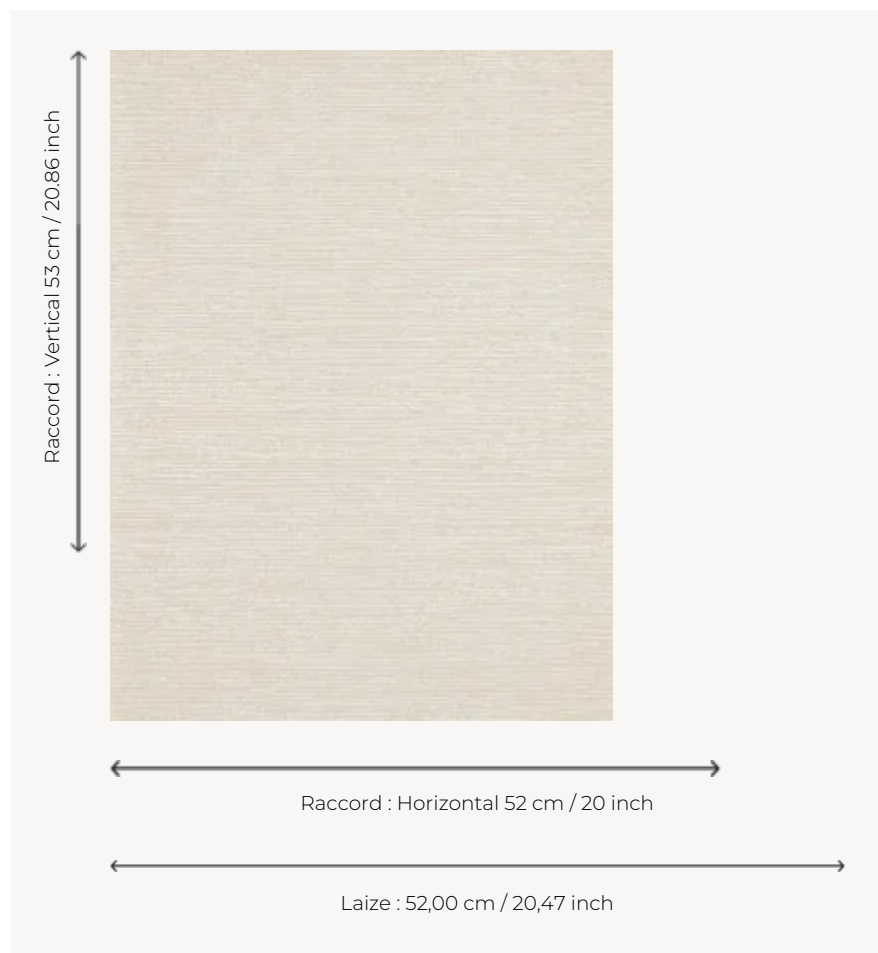 Raccord : Vertical 53 cm / 20.86 inch
Raccord : Horizontal 52 cm / 20 inch
Laize : 52,00 cm / 20,47 inch